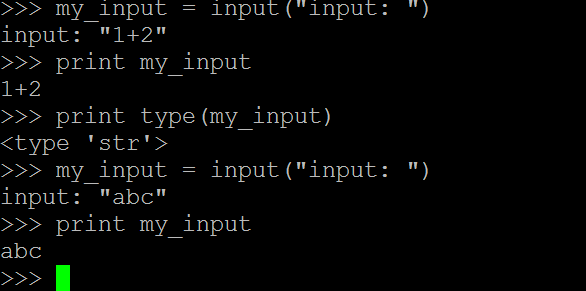 >>> my_input = input("input: ")
input: "1+2"
>>> print my_input
1+2
>>> print type(my_input)
<type 'str'>
>>> my_input = input("input: ")
input: "abc"
>>> print my_input
abc
>>>